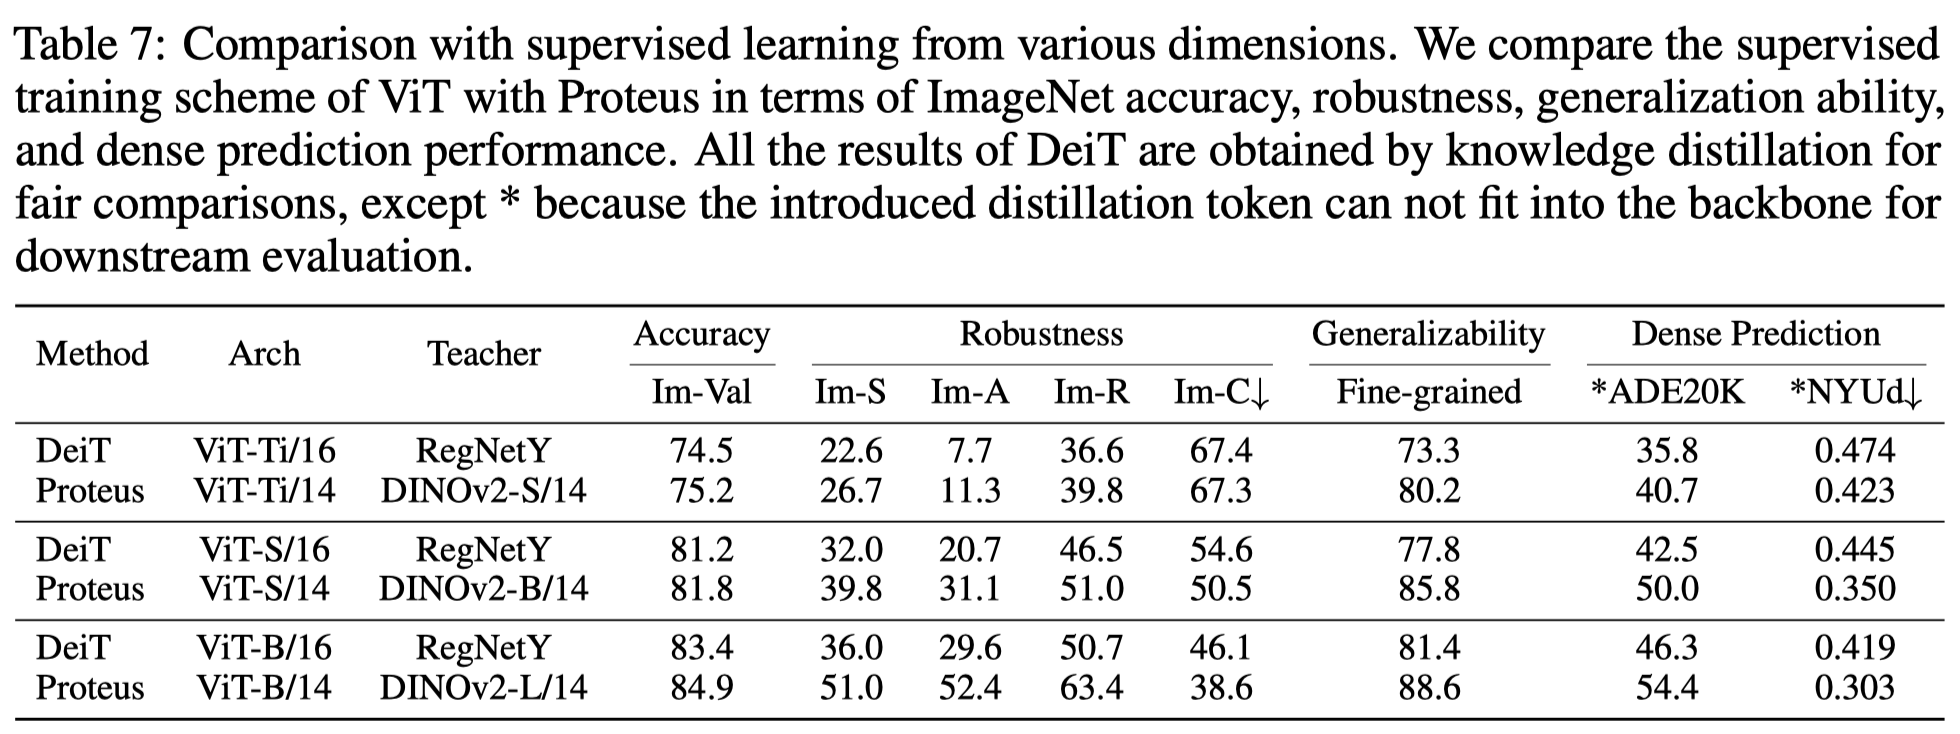 Table 7: Comparison with supervised learning from various dimensions. We compare the supervised
training scheme of ViT with Proteus in terms of ImageNet accuracy, robustness, generalization ability,
and dense prediction performance. All the results of DeiT are obtained by knowledge distillation for
fair comparisons, except * because the introduced distillation token can not fit into the backbone for
downstream evaluation.
Method Arch Teacher Accuracy Robustness Generalizability Dense Prediction
Im-Val Im-S Im-A Im-R Im-C↓ Fine-grained *ADE20K *NYUd↓
DeiT ViT-Ti/16 RegNetY 74.5 22.6 7.7 36.6 67.4 73.3 35.8 0.474
Proteus ViT-Ti/14 DINOv2-S/14 75.2 26.7 11.3 39.8 67.3 80.2 40.7 0.423
DeiT ViT-S/16 RegNetY 81.2 32.0 20.7 46.5 54.6 77.8 42.5 0.445
Proteus ViT-S/14 DINOv2-B/14 81.8 39.8 31.1 51.0 50.5 85.8 50.0 0.350
DeiT ViT-B/16 RegNetY 83.4 36.0 29.6 50.7 46.1 81.4 46.3 0.419
Proteus ViT-B/14 DINOv2-L/14 84.9 51.0 52.4 63.4 38.6 88.6 54.4 0.303